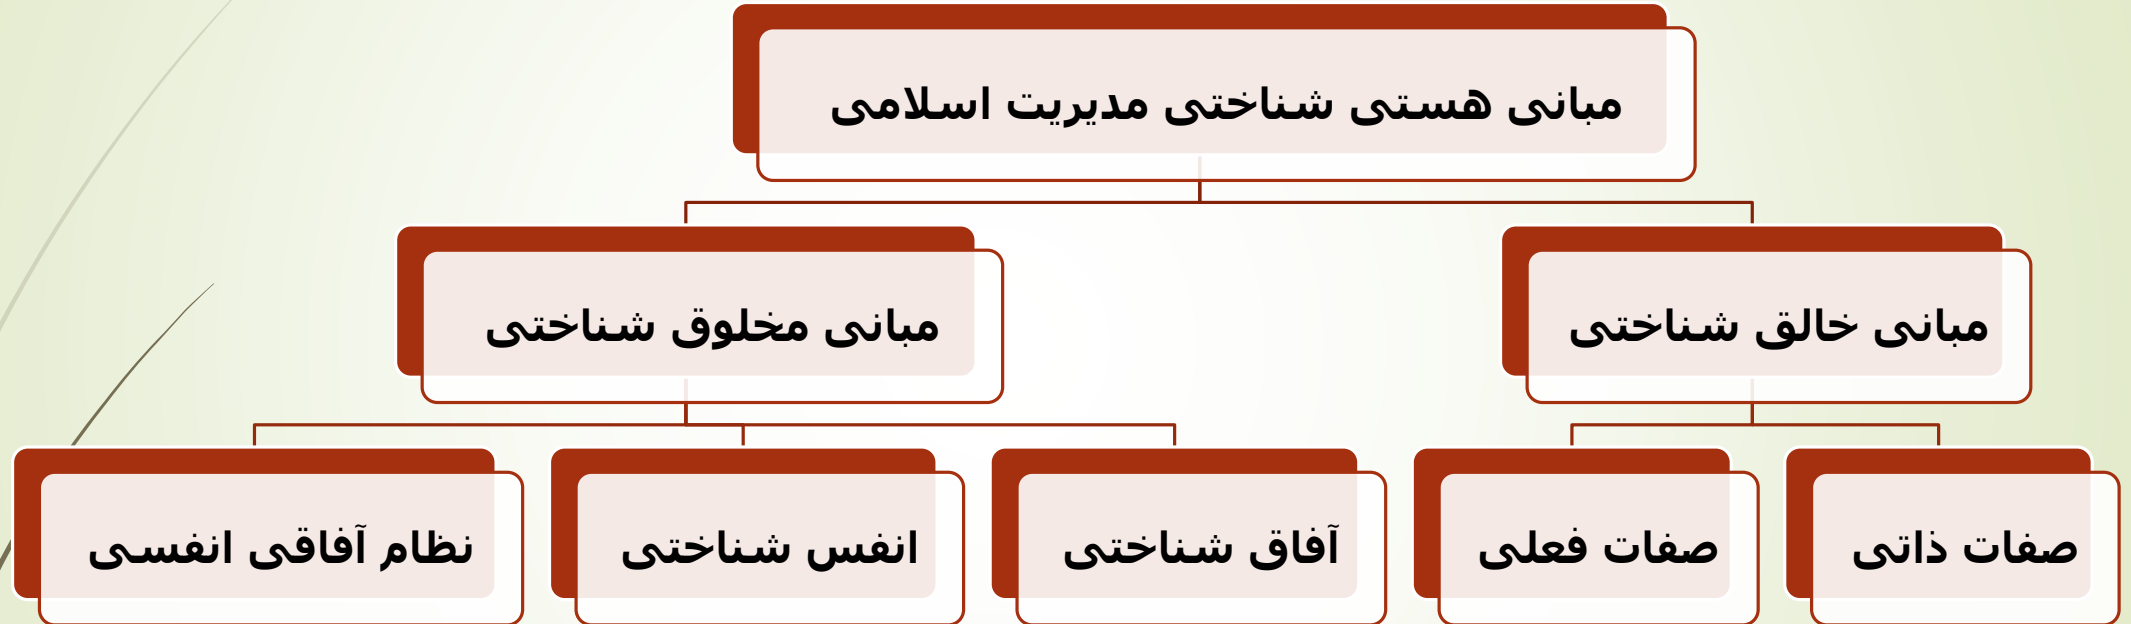 مبانی هستی شناختی مدیریت اسلامی
مبانی خالق شناختی
مبانی مخلوق شناختی
صفات ذاتی
صفات فعلی
آفاق شناختی
انفس شناختی
نظام آفاقی انفسی